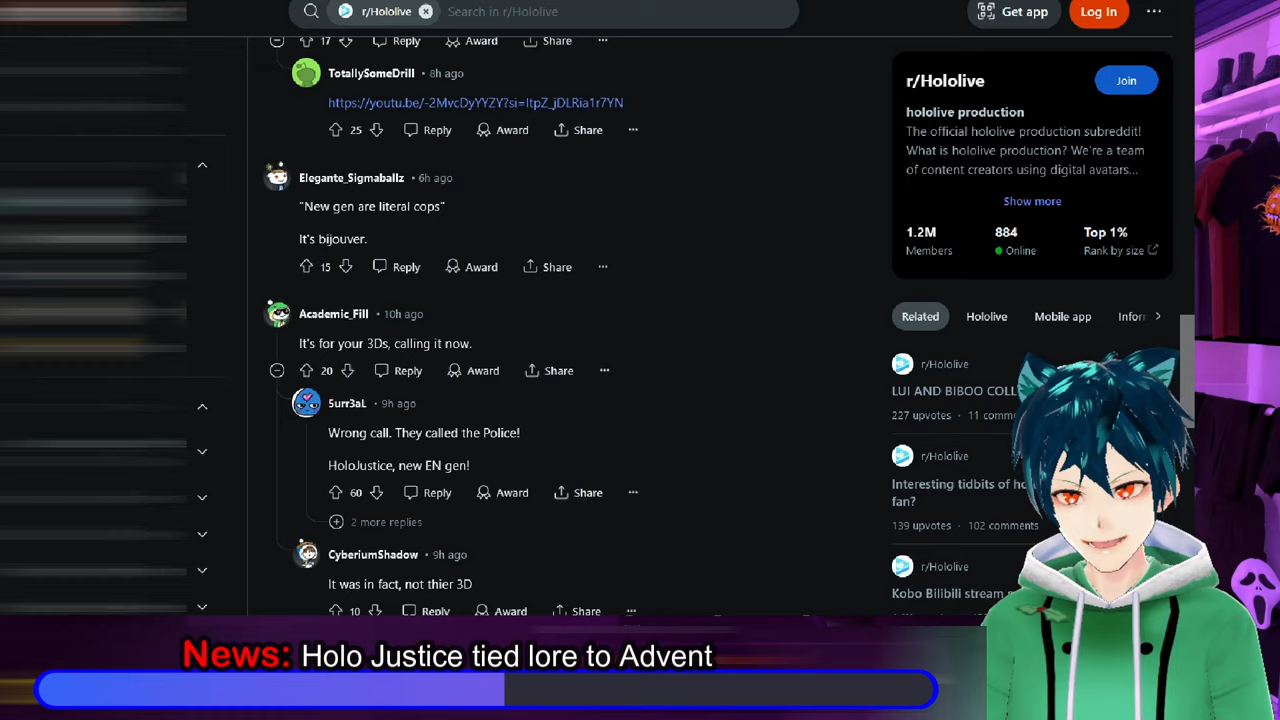 r/Hololive
Search in r/Hololive
Get app
Log In
17 Reply Award Share
TotallySomeDrill • 8h ago
https://youtu.be/-2MvcDyYYZY?si=ltpZ_jDLRia1r7YN
25 Reply Award Share
Elegante_Sigmaballz • 6h ago
"New gen are literal cops"
It's bijouver.
15 Reply Award Share
Academic_Fill • 10h ago
It's for your 3Ds, calling it now.
20 Reply Award Share
5urr3aL • 9h ago
Wrong call. They called the Police!
HoloJustice, new EN gen!
60 Reply Award Share
2 more replies
CyberiumShadow • 9h ago
It was in fact, not thier 3D
10 Reply Award Share
r/Hololive
Join
hololive production
The official hololive production subreddit!
What is hololive production? We're a team
of content creators using digital avatars...
Show more
1.2M 884 Top 1%
Members Online Rank by size
Related Hololive Mobile app
r/Hololive
LUI AND BIBOO COLL
227 upvotes • 11 comm
r/Hololive
Interesting tidbits of ho
fan?
139 upvotes • 102 comments
r/Hololive
Kobo Bilibili stream
News: Holo Justice tied lore to Advent